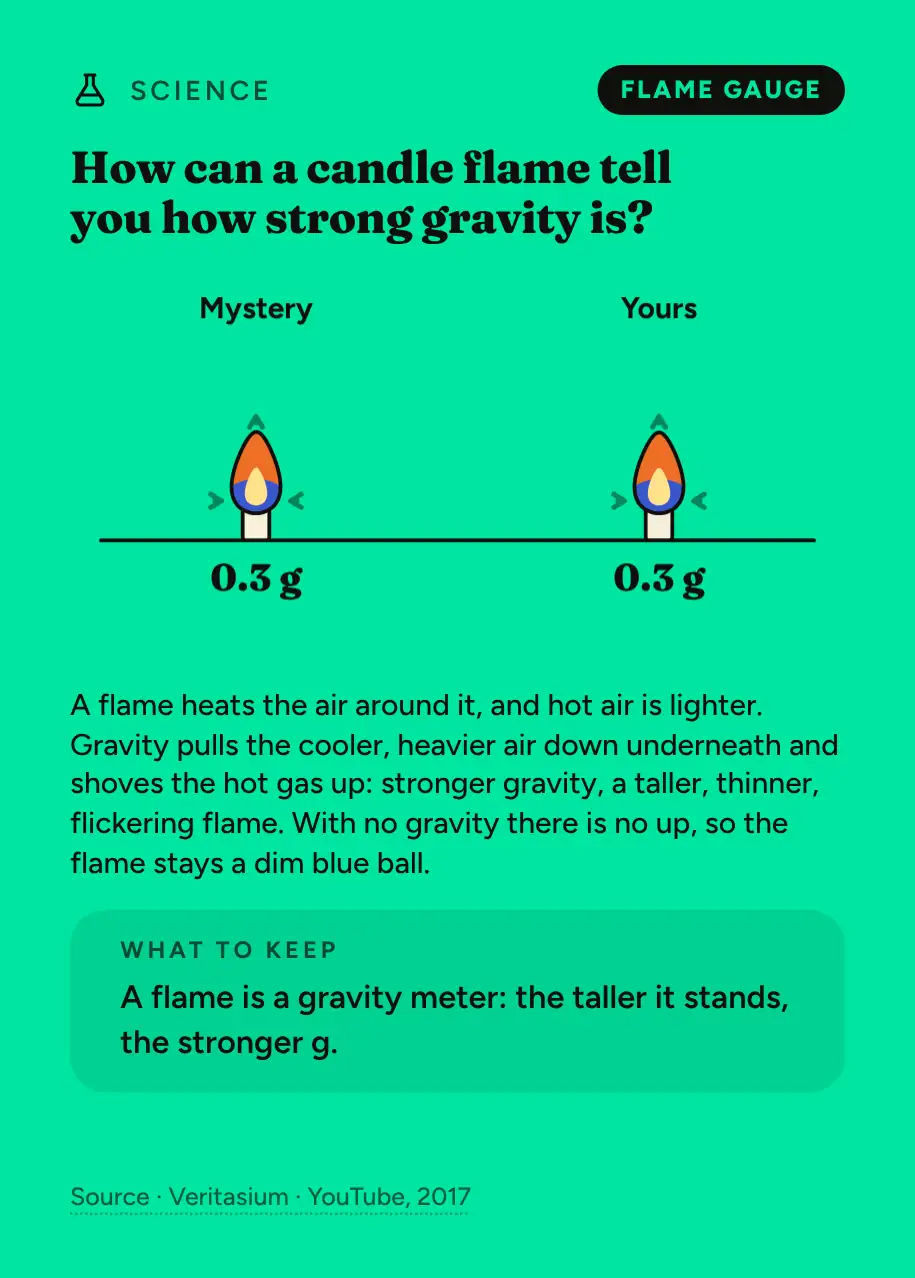 SCIENCE
FLAME GAUGE
How can a candle flame tell
you how strong gravity is?
Mystery
Yours
0.3 g
0.3 g
A flame heats the air around it, and hot air is lighter.
Gravity pulls the cooler, heavier air down underneath and
shoves the hot gas up: stronger gravity, a taller, thinner,
flickering flame. With no gravity there is no up, so the
flame stays a dim blue ball.
WHAT TO KEEP
A flame is a gravity meter: the taller it stands,
the stronger g.
Source · Veritasium · YouTube, 2017